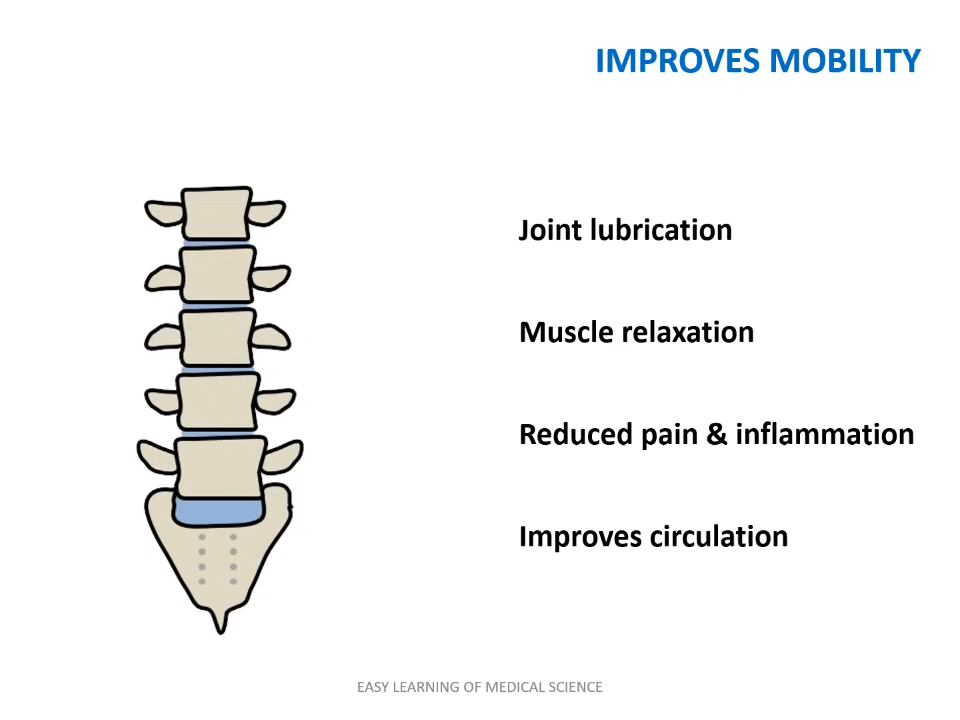 IMPROVES MOBILITY
Joint lubrication
Muscle relaxation
Reduced pain & inflammation
Improves circulation
EASY LEARNING OF MEDICAL SCIENCE